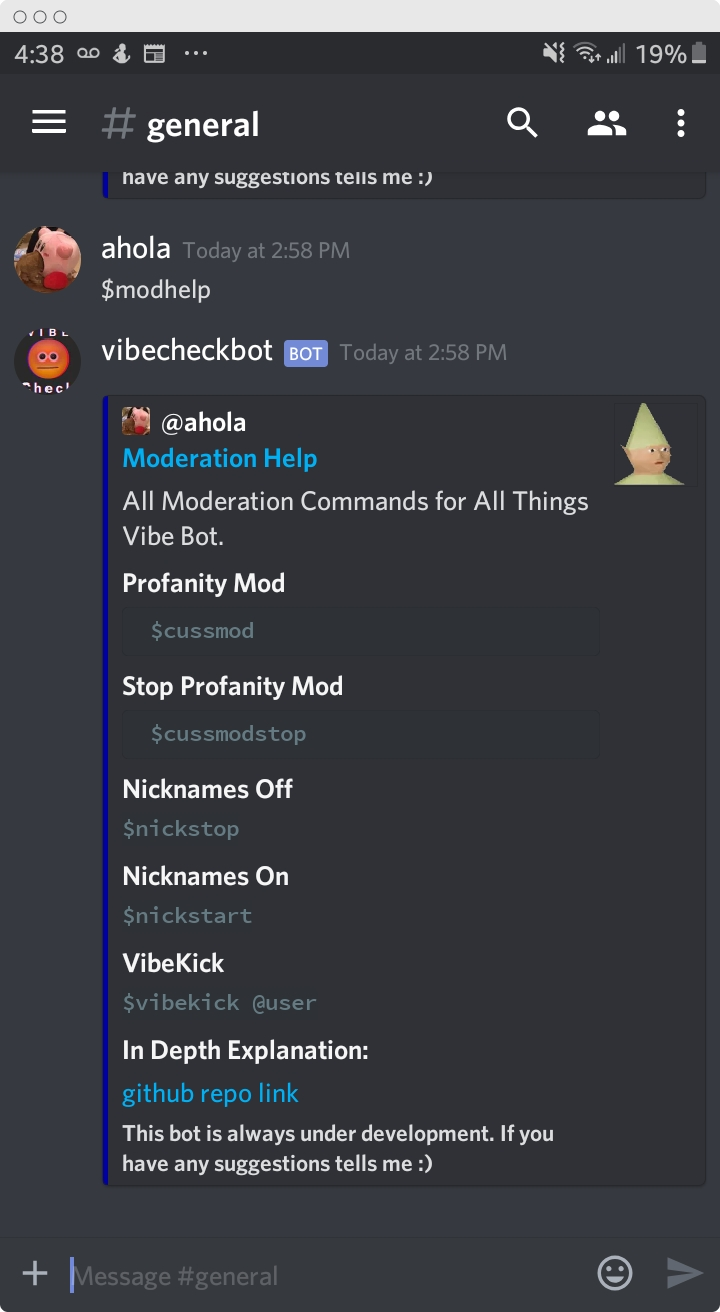 4:38 19%
# general
have any suggestions tells me :)
ahola Today at 2:58 PM
$modhelp
VIBE
Check
vibecheckbot BOT Today at 2:58 PM
@ahola
Moderation Help
All Moderation Commands for All Things
Vibe Bot.
Profanity Mod
$cussmod
Stop Profanity Mod
$cussmodstop
Nicknames Off
$nickstop
Nicknames On
$nickstart
VibeKick
$vibekick @user
In Depth Explanation:
github repo link
This bot is always under development. If you
have any suggestions tells me :)
Message #general